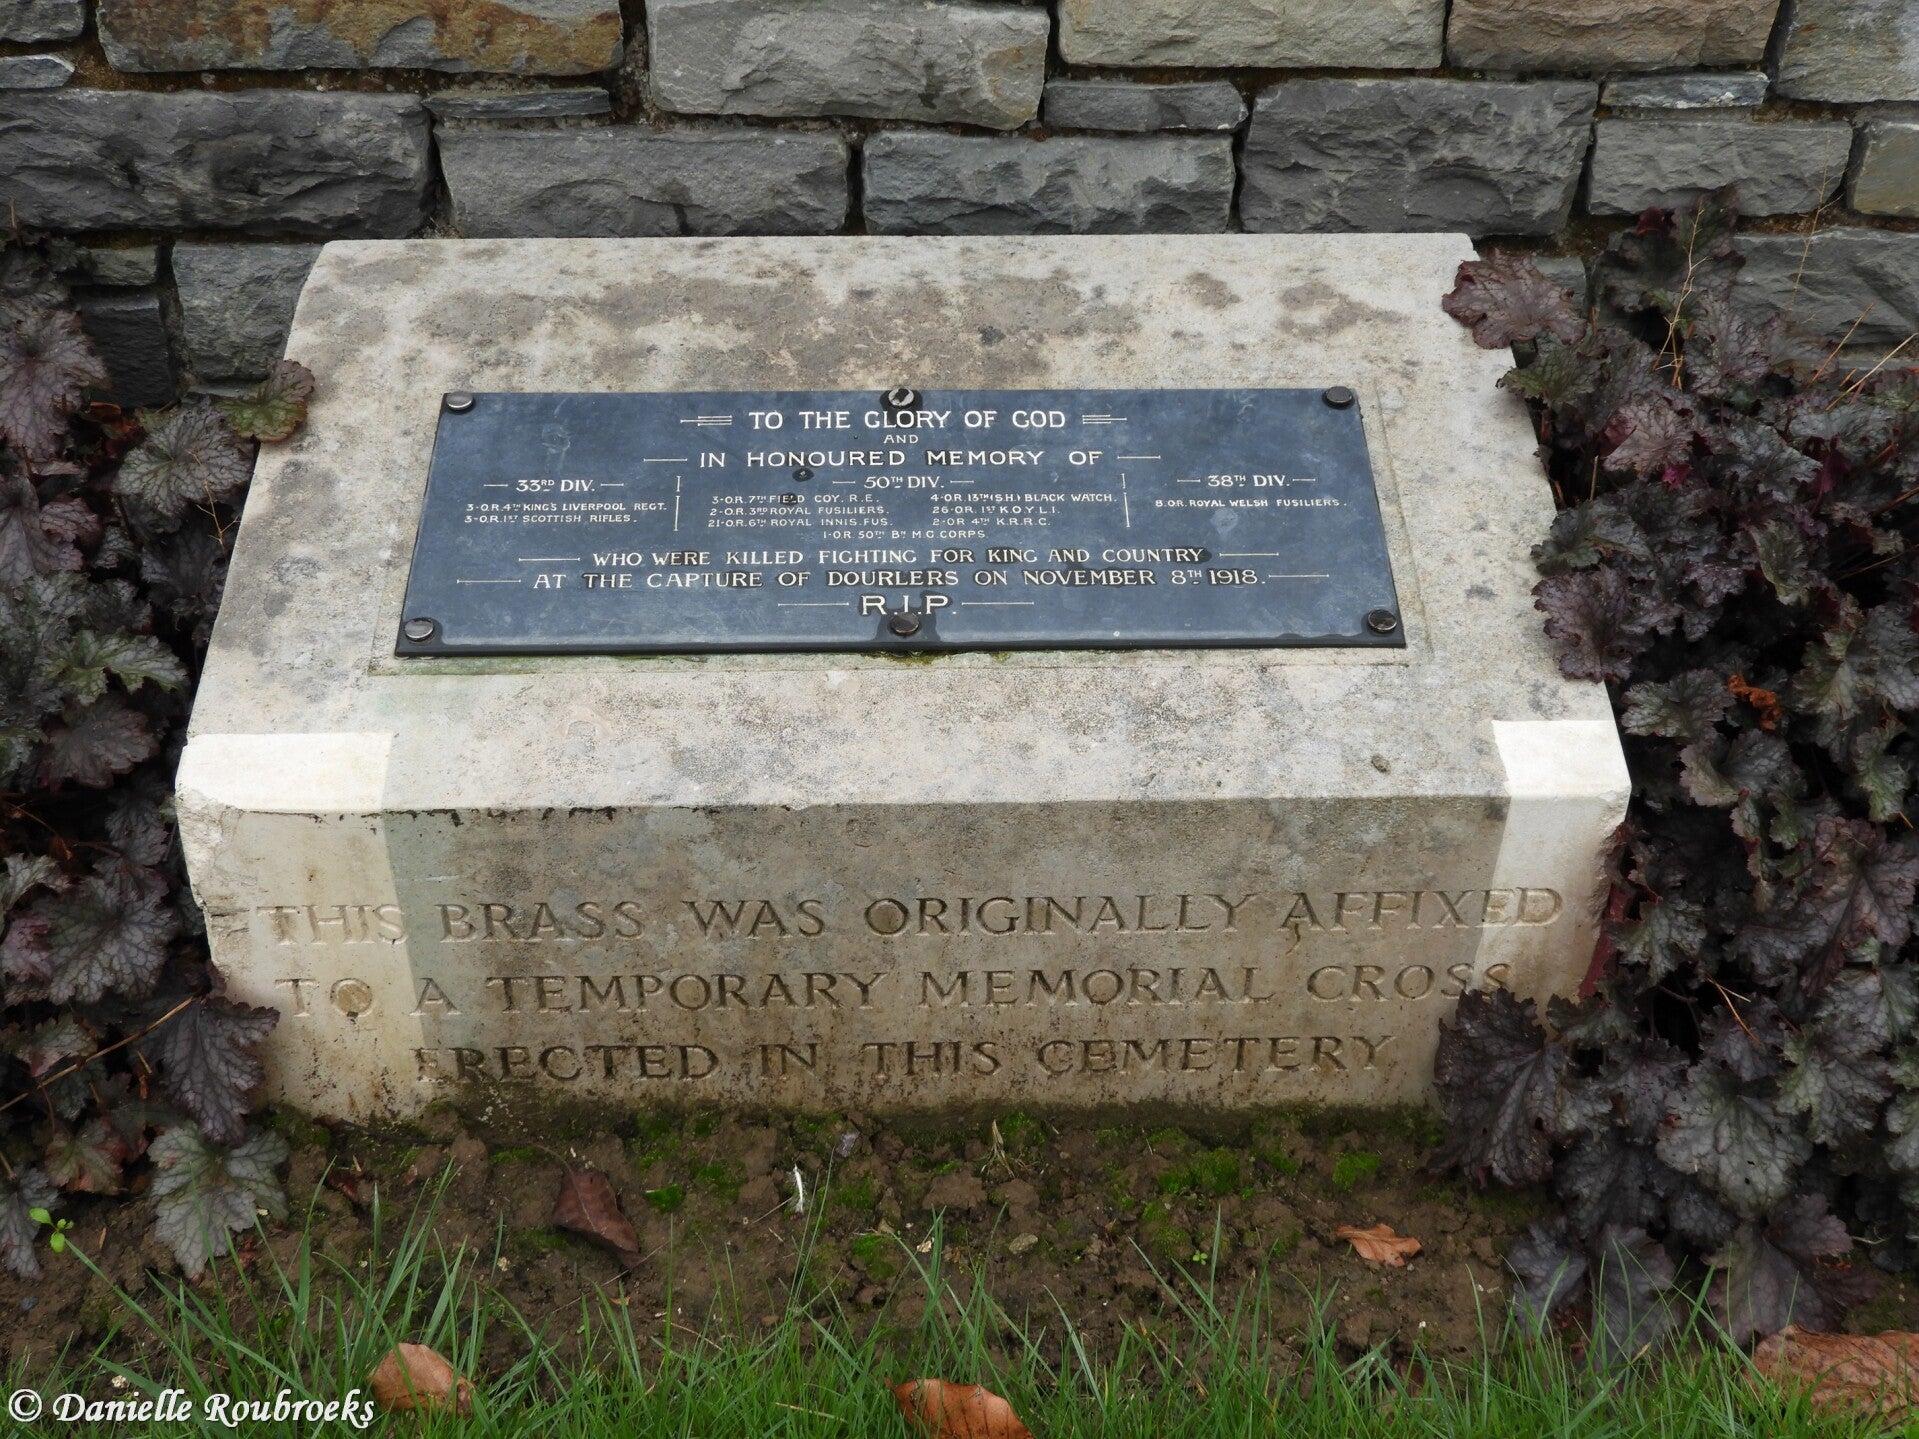 TO THE GLORY OF GOD
AND
IN HONOURED MEMORY OF
33RD DIV.
3-O.R. 4TH KING'S LIVERPOOL REGT.
3-O.R. 1ST SCOTTISH RIFLES.
50TH DIV.
3-O.R. 7TH FIELD COY. R.E.
2-O.R. 3RD ROYAL FUSILIERS.
21-O.R. 6TH ROYAL INNIS. FUS.
4-O.R. 13TH (S.H.) BLACK WATCH.
26-O.R. 1ST K.O.Y.L.I.
2-O.R 4TH K.R.R.C.
1-O.R 50TH BN M G CORPS
38TH DIV.
8.O.R. ROYAL WELSH FUSILIERS.
WHO WERE KILLED FIGHTING FOR KING AND COUNTRY
AT THE CAPTURE OF DOURLERS ON NOVEMBER 8TH 1918.
R.I.P.
THIS BRASS WAS ORIGINALLY AFFIXED
TO A TEMPORARY MEMORIAL CROSS
ERECTED IN THIS CEMETERY
© Danielle Roubroeks